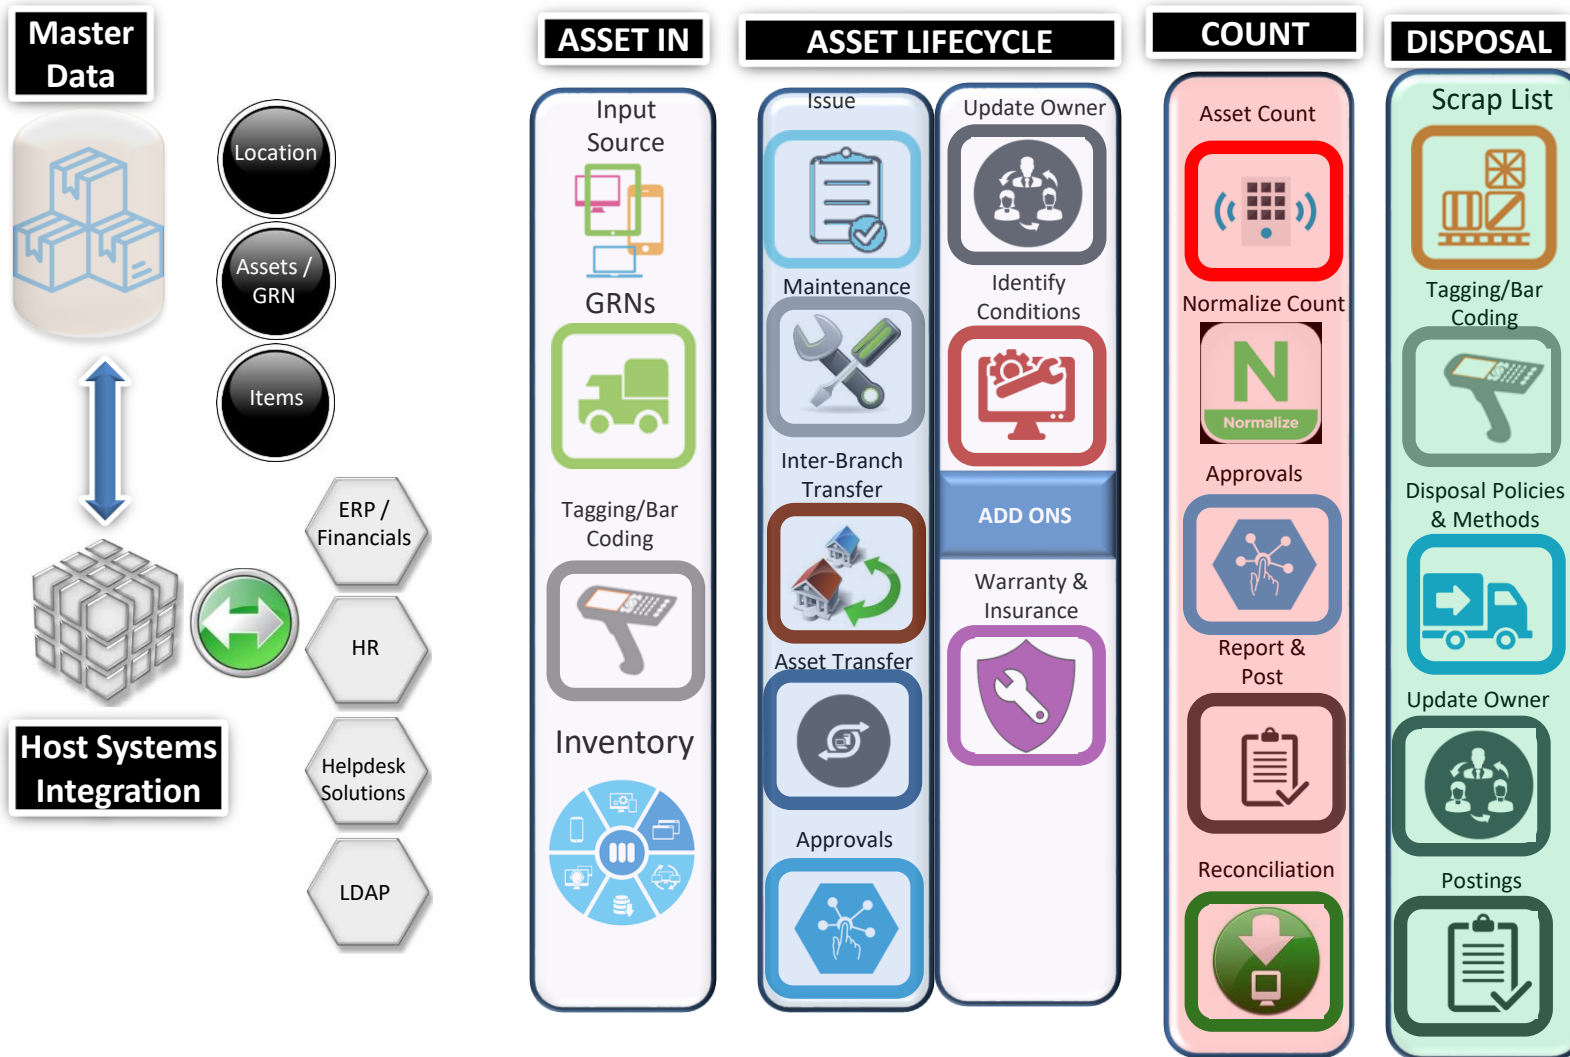 Master
Data
Location
Assets /
GRN
Items
ERP /
Financials
HR
Helpdesk
Solutions
LDAP
Host Systems
Integration
ASSET IN
Input
Source
GRNs
Tagging/Bar
Coding
Inventory
ASSET LIFECYCLE
Issue
Maintenance
Inter-Branch
Transfer
Asset Transfer
Approvals
Update Owner
Identify
Conditions
ADD ONS
Warranty &
Insurance
COUNT
Asset Count
Normalize Count
N
Normalize
Approvals
Report &
Post
Reconciliation
DISPOSAL
Scrap List
Tagging/Bar
Coding
Disposal Policies
& Methods
Update Owner
Postings